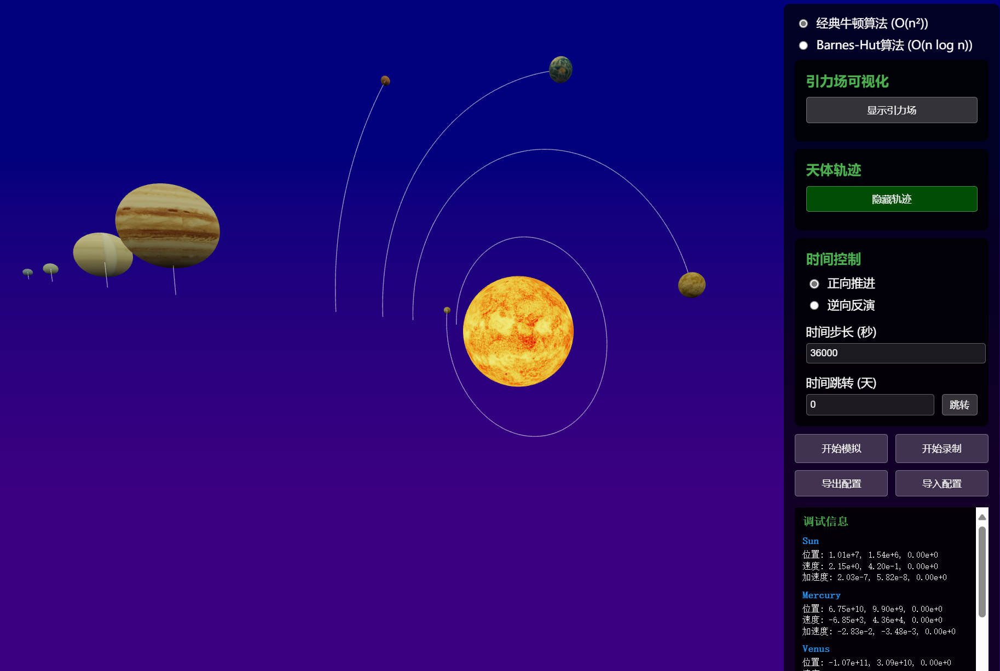 经典牛顿算法 (O(n²))
Barnes-Hut算法 (O(n log n))
引力场可视化
显示引力场
天体轨迹
隐藏轨迹
时间控制
正向推进
逆向反演
时间步长 (秒)
36000
时间跳转 (天)
0
跳转
开始模拟
开始录制
导出配置
导入配置
调试信息
Sun
位置: 1.01e+7, 1.54e+6, 0.00e+0
速度: 2.15e+0, 4.20e-1, 0.00e+0
加速度: 2.03e-7, 5.82e-8, 0.00e+0
Mercury
位置: 6.75e+10, 9.90e+9, 0.00e+0
速度: -6.85e+3, 4.36e+4, 0.00e+0
加速度: -2.83e-2, -3.48e-3, 0.00e+0
Venus
位置: -1.07e+11, 3.09e+10, 0.00e+0